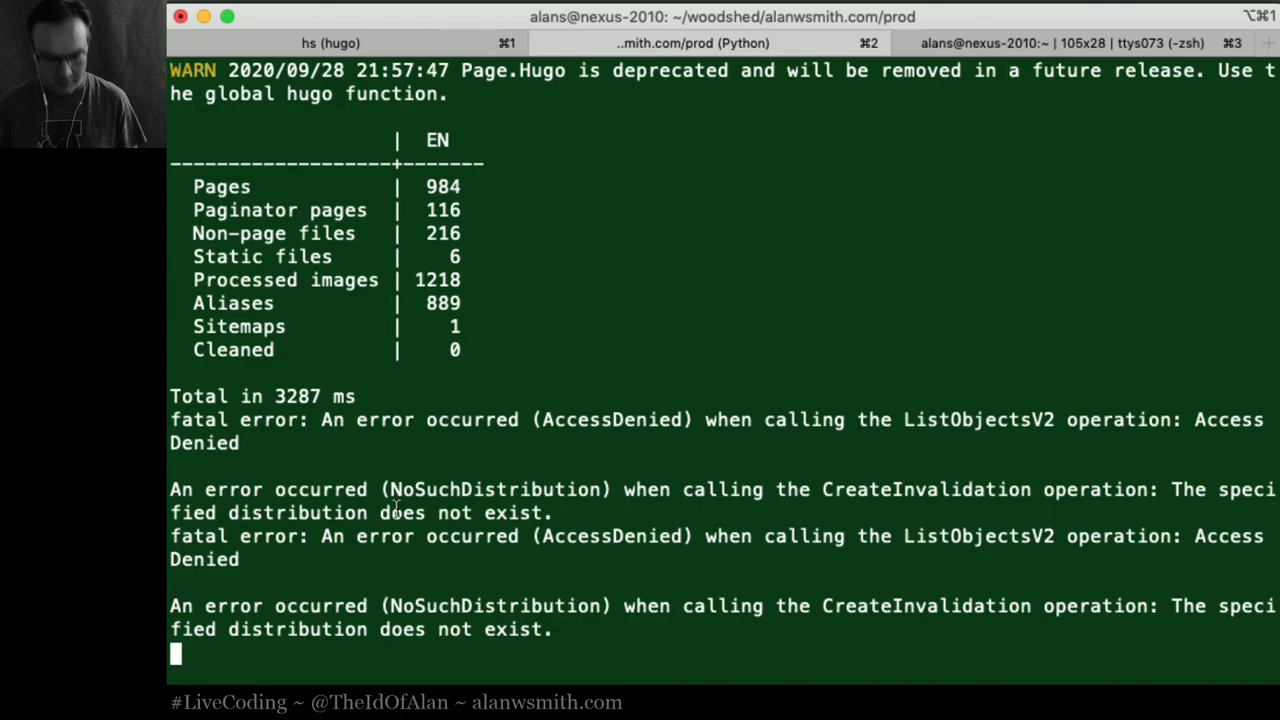 alans@nexus-2010: ~/woodshed/alanwsmith.com/prod
⌥⌘1
hs (hugo) ⌘1 ..mith.com/prod (Python) ⌘2 alans@nexus-2010:~ | 105x28 | ttys073 (-zsh) ⌘3 +
WARN 2020/09/28 21:57:47 Page.Hugo is deprecated and will be removed in a future release. Use t
he global hugo function.
| EN
-------------------+-------
Pages | 984
Paginator pages | 116
Non-page files | 216
Static files | 6
Processed images | 1218
Aliases | 889
Sitemaps | 1
Cleaned | 0
Total in 3287 ms
fatal error: An error occurred (AccessDenied) when calling the ListObjectsV2 operation: Access
Denied
An error occurred (NoSuchDistribution) when calling the CreateInvalidation operation: The speci
fied distribution does not exist.
fatal error: An error occurred (AccessDenied) when calling the ListObjectsV2 operation: Access
Denied
An error occurred (NoSuchDistribution) when calling the CreateInvalidation operation: The speci
fied distribution does not exist.
#LiveCoding ~ @TheIdOfAlan ~ alanwsmith.com